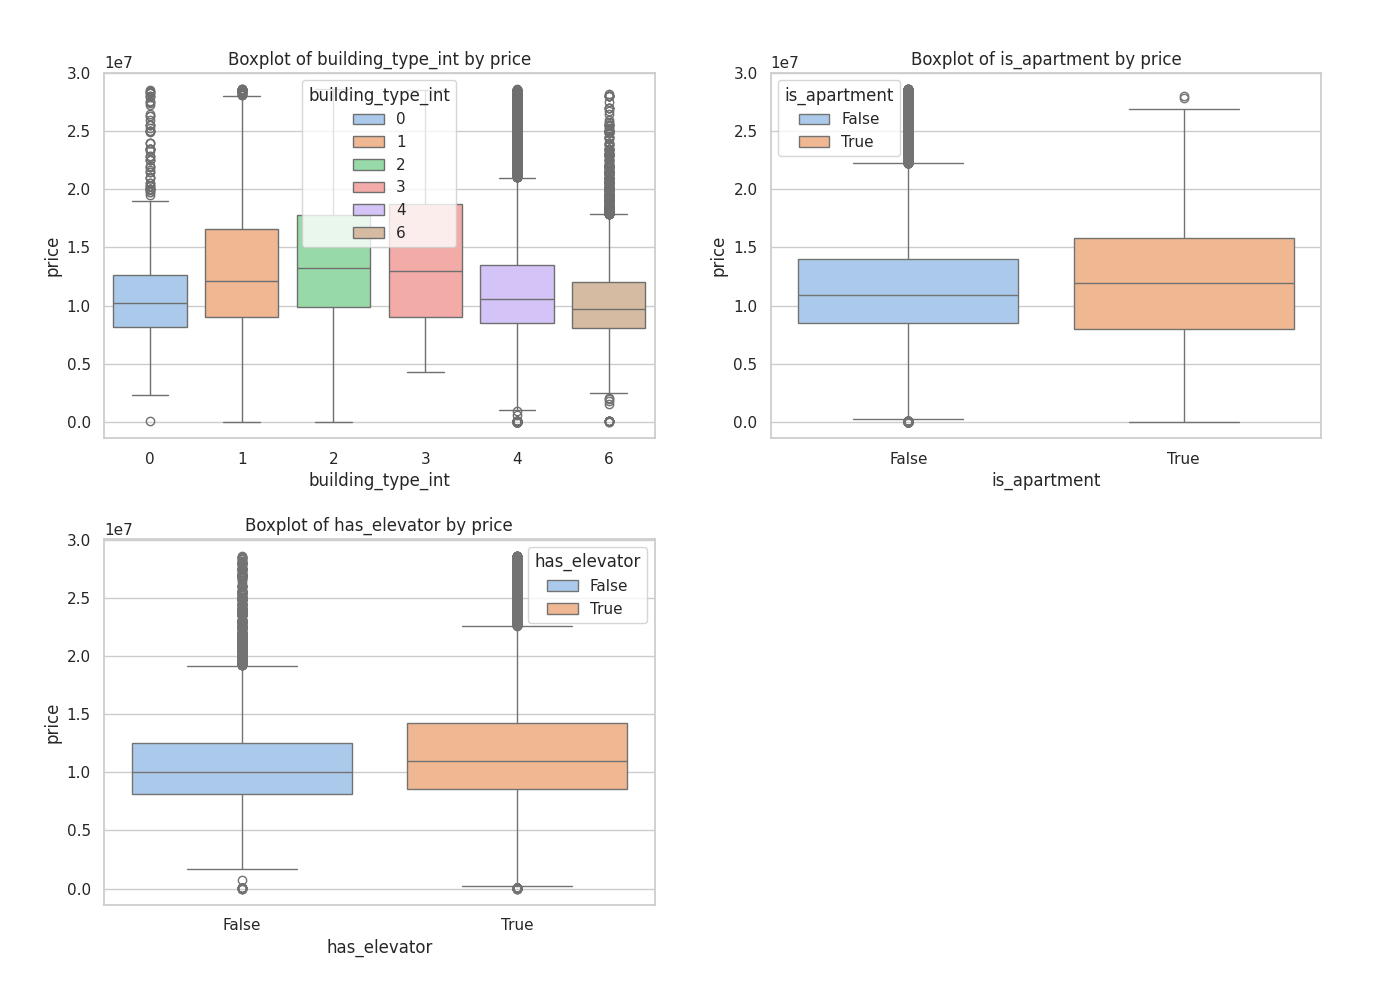 Boxplot of building_type_int by price
1e7
3.0
2.5
2.0
1.5
1.0
0.5
0.0
price
building_type_int
0
1
2
3
4
6
0 1 2 3 4 6
building_type_int
Boxplot of is_apartment by price
1e7
3.0
2.5
2.0
1.5
1.0
0.5
0.0
price
is_apartment
False
True
False True
is_apartment
Boxplot of has_elevator by price
1e7
3.0
2.5
2.0
1.5
1.0
0.5
0.0
price
has_elevator
False
True
False True
has_elevator